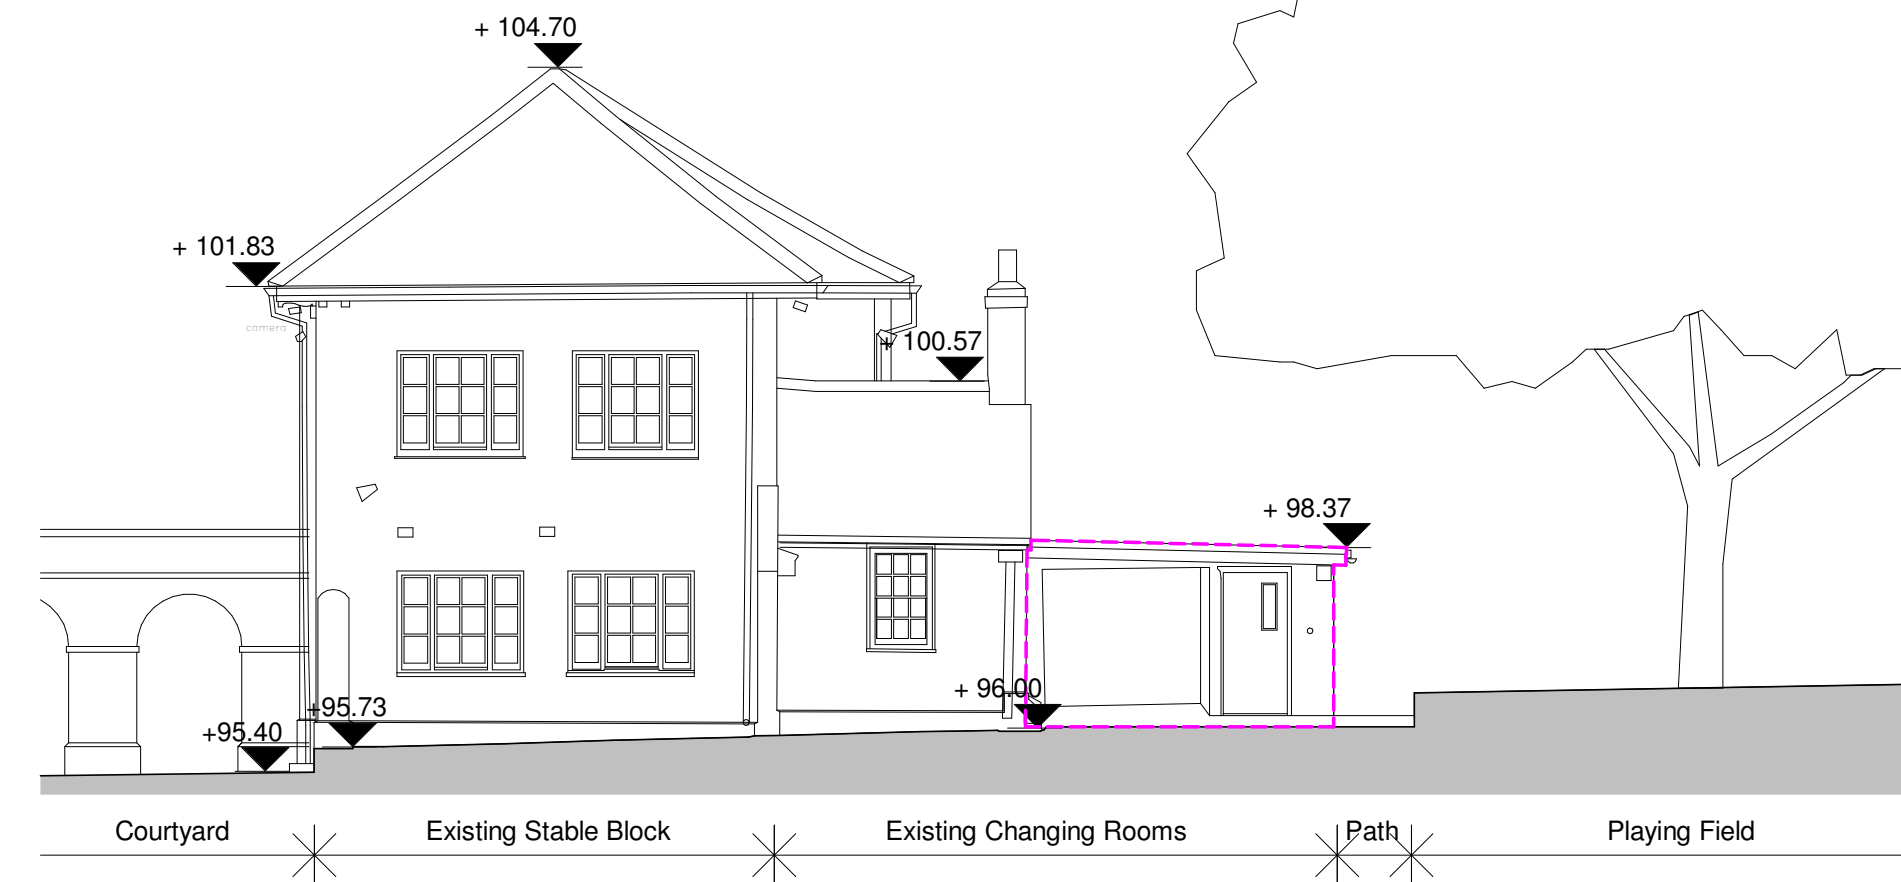 + 104.70
+ 101.83
camera
+ 100.57
+ 98.37
+ 96.00
+95.73
+95.40
Courtyard
Existing Stable Block
Existing Changing Rooms
Path
Playing Field